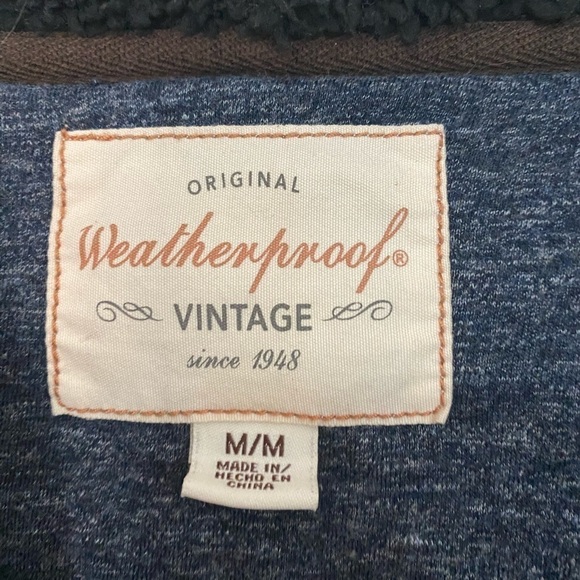 ORIGINAL
Weatherproof®
VINTAGE
since 1948
M/M
MADE IN/
HECHO EN
CHINA